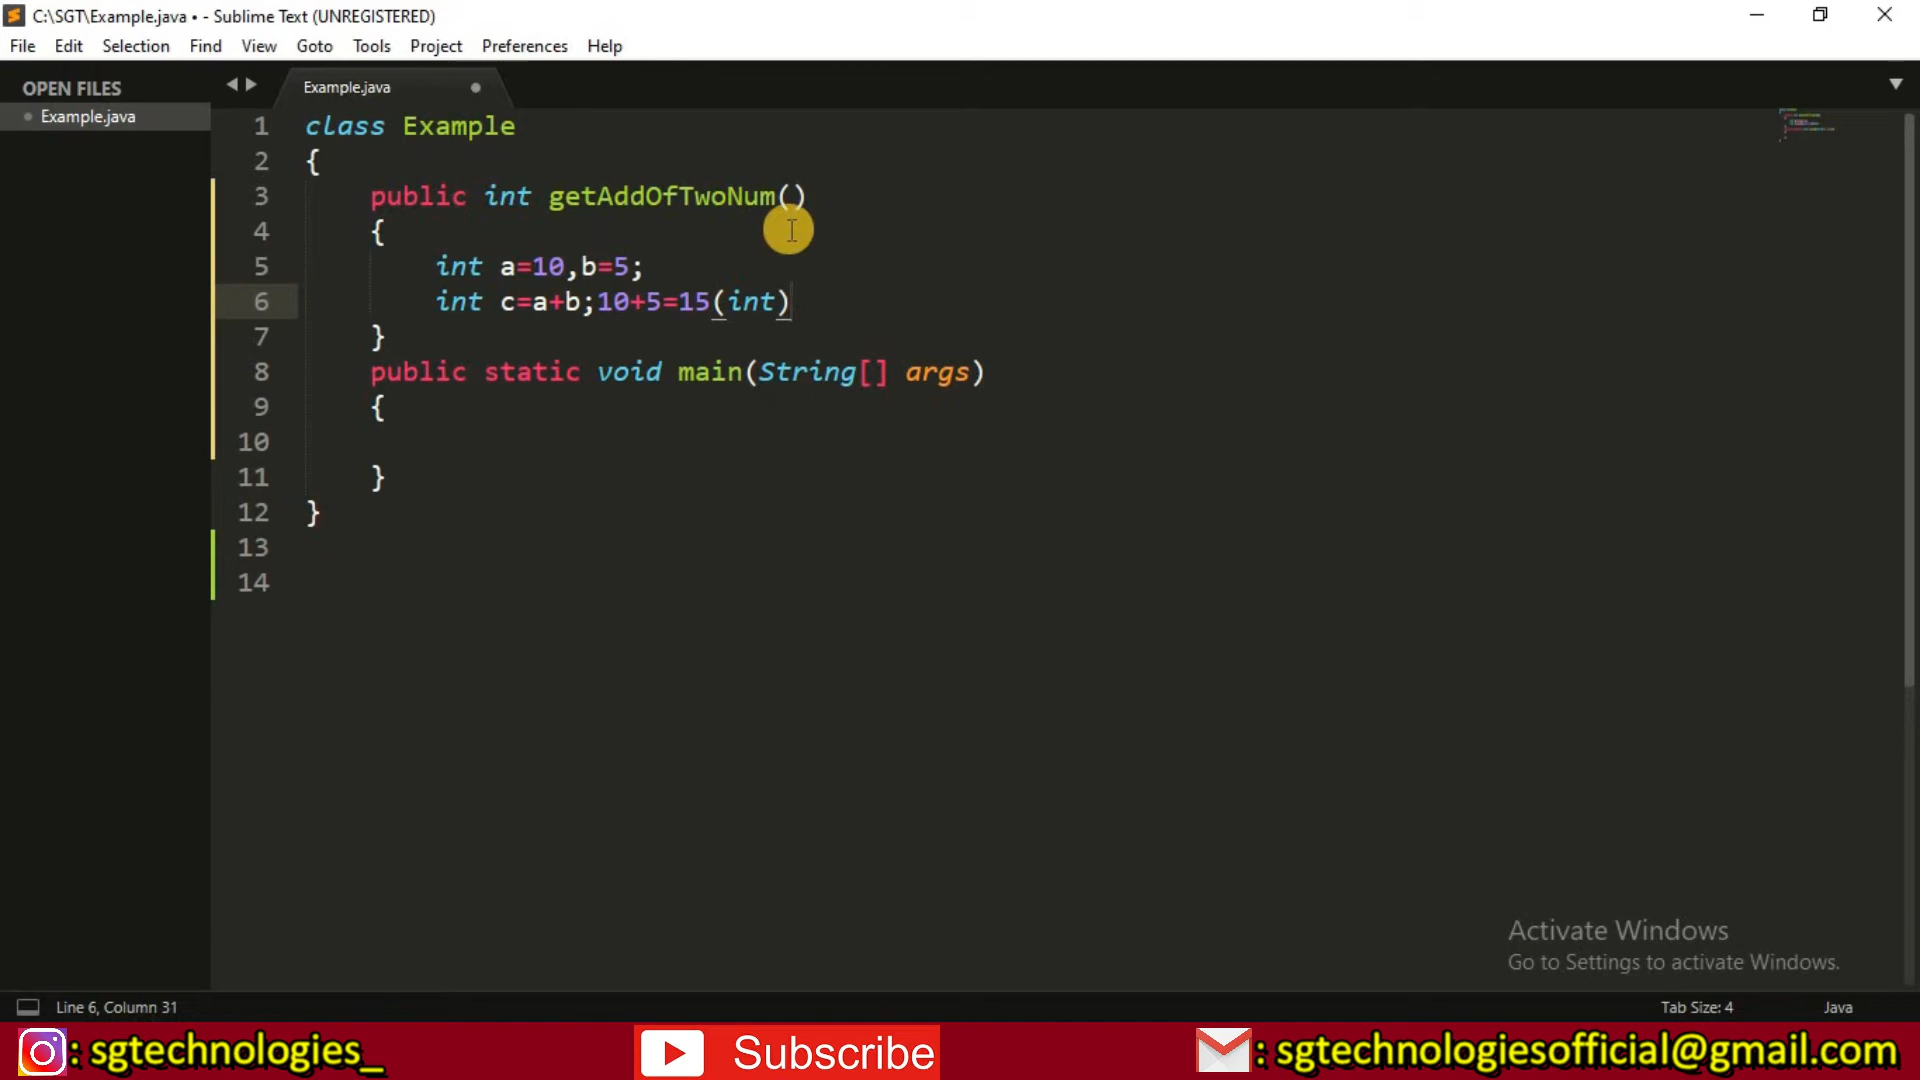 C:\SGT\Example.java • - Sublime Text (UNREGISTERED)
File Edit Selection Find View Goto Tools Project Preferences Help
OPEN FILES
Example.java
Example.java
1 class Example
2 {
3 public int getAddOfTwoNum()
4 {
5 int a=10,b=5;
6 int c=a+b;10+5=15(int)
7 }
8 public static void main(String[] args)
9 {
10
11 }
12 }
13
14
Activate Windows
Go to Settings to activate Windows.
Line 6, Column 31 Tab Size: 4 Java
: sgtechnologies_ Subscribe : sgtechnologiesofficial@gmail.com